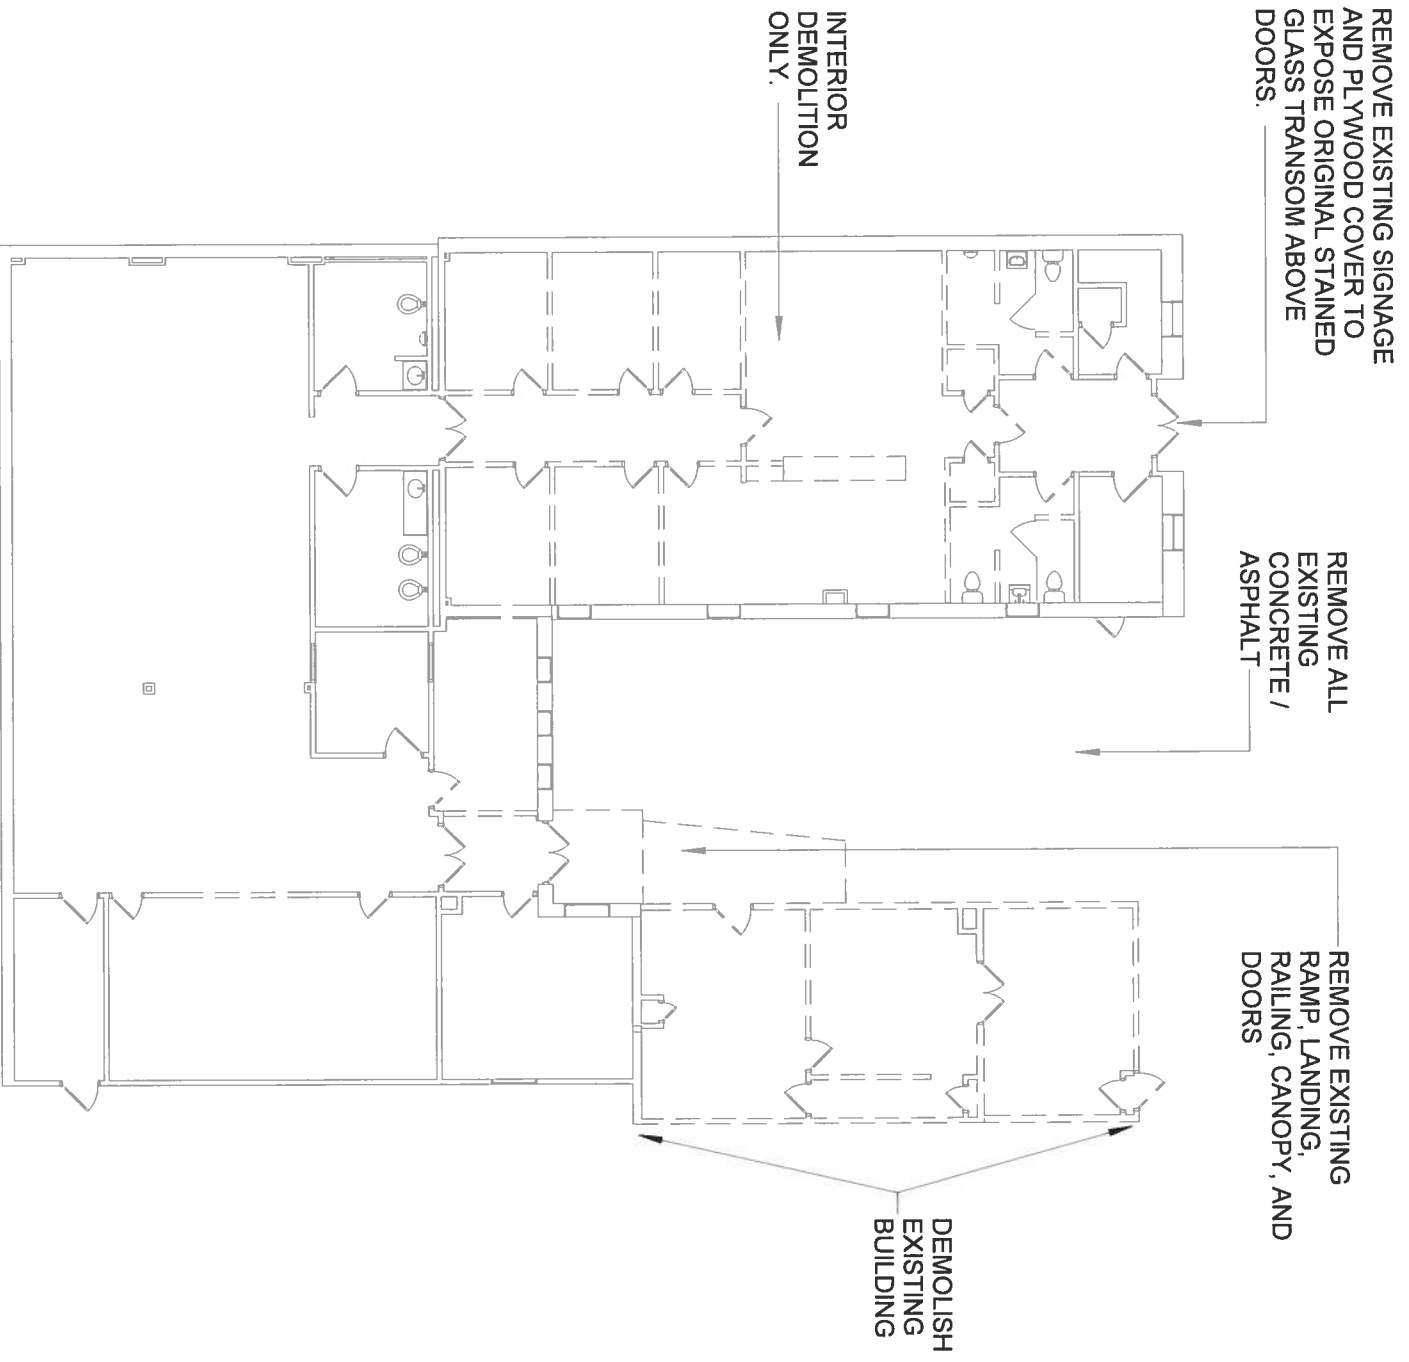 REMOVE EXISTING SIGNAGE
AND PLYWOOD COVER TO
EXPOSE ORIGINAL STAINED
GLASS TRANSOM ABOVE
DOORS.
REMOVE ALL
EXISTING
CONCRETE /
ASPHALT
REMOVE EXISTING
RAMP, LANDING,
RAILING, CANOPY, AND
DOORS
INTERIOR
DEMOLITION
ONLY.
DEMOLISH
EXISTING
BUILDING